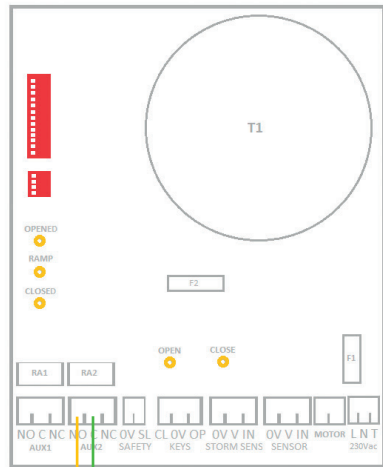 T1
OPENED
RAMP
F2
CLOSED
OPEN CLOSE
F1
RA1 RA2
NO C NC NO C NC 0V SL CL 0V OP 0V V IN 0V V IN MOTOR L N T
AUX1 AUX2 SAFETY KEYS STORM SENS SENSOR 230Vac